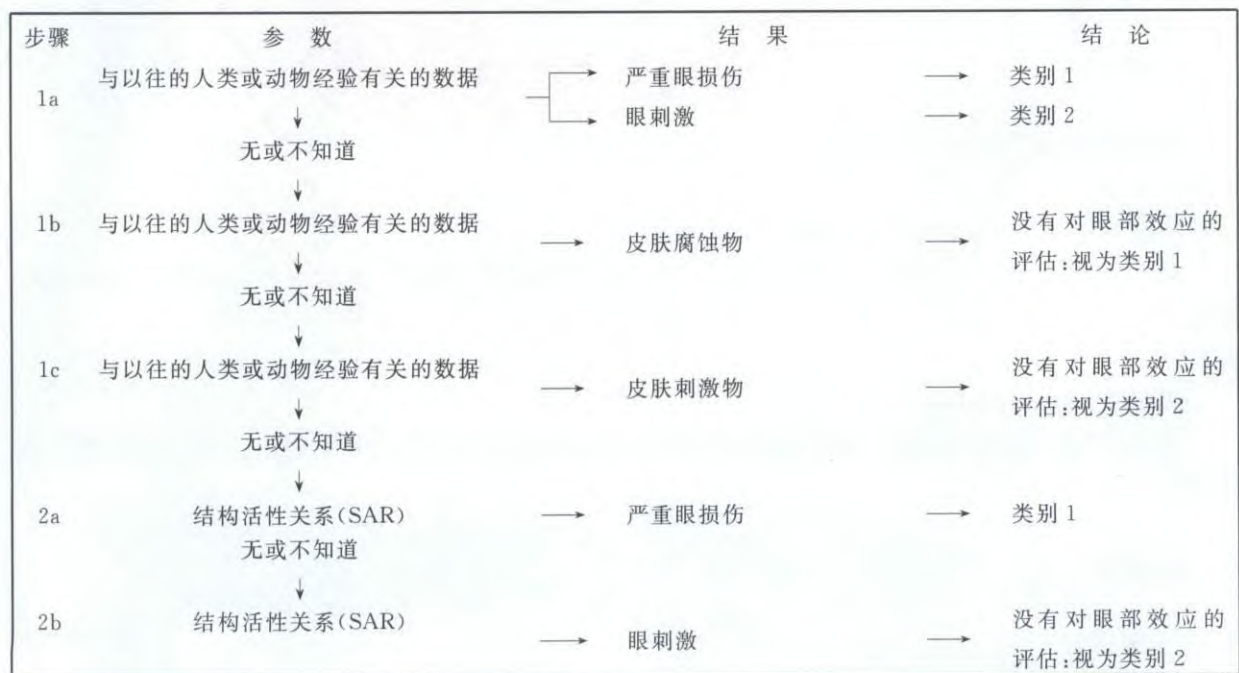 步骤 参数 结果 结论
1a 与以往的人类或动物经验有关的数据 → 严重眼损伤 → 类别1
→ 眼刺激 → 类别2
↓
无或不知道
↓
1b 与以往的人类或动物经验有关的数据 → 皮肤腐蚀物 → 没有对眼部效应的
评估:视为类别1
↓
无或不知道
↓
1c 与以往的人类或动物经验有关的数据 → 皮肤刺激物 → 没有对眼部效应的
评估:视为类别2
↓
无或不知道
↓
2a 结构活性关系(SAR) → 严重眼损伤 → 类别1
无或不知道
↓
2b 结构活性关系(SAR) → 眼刺激 → 没有对眼部效应的
评估:视为类别2